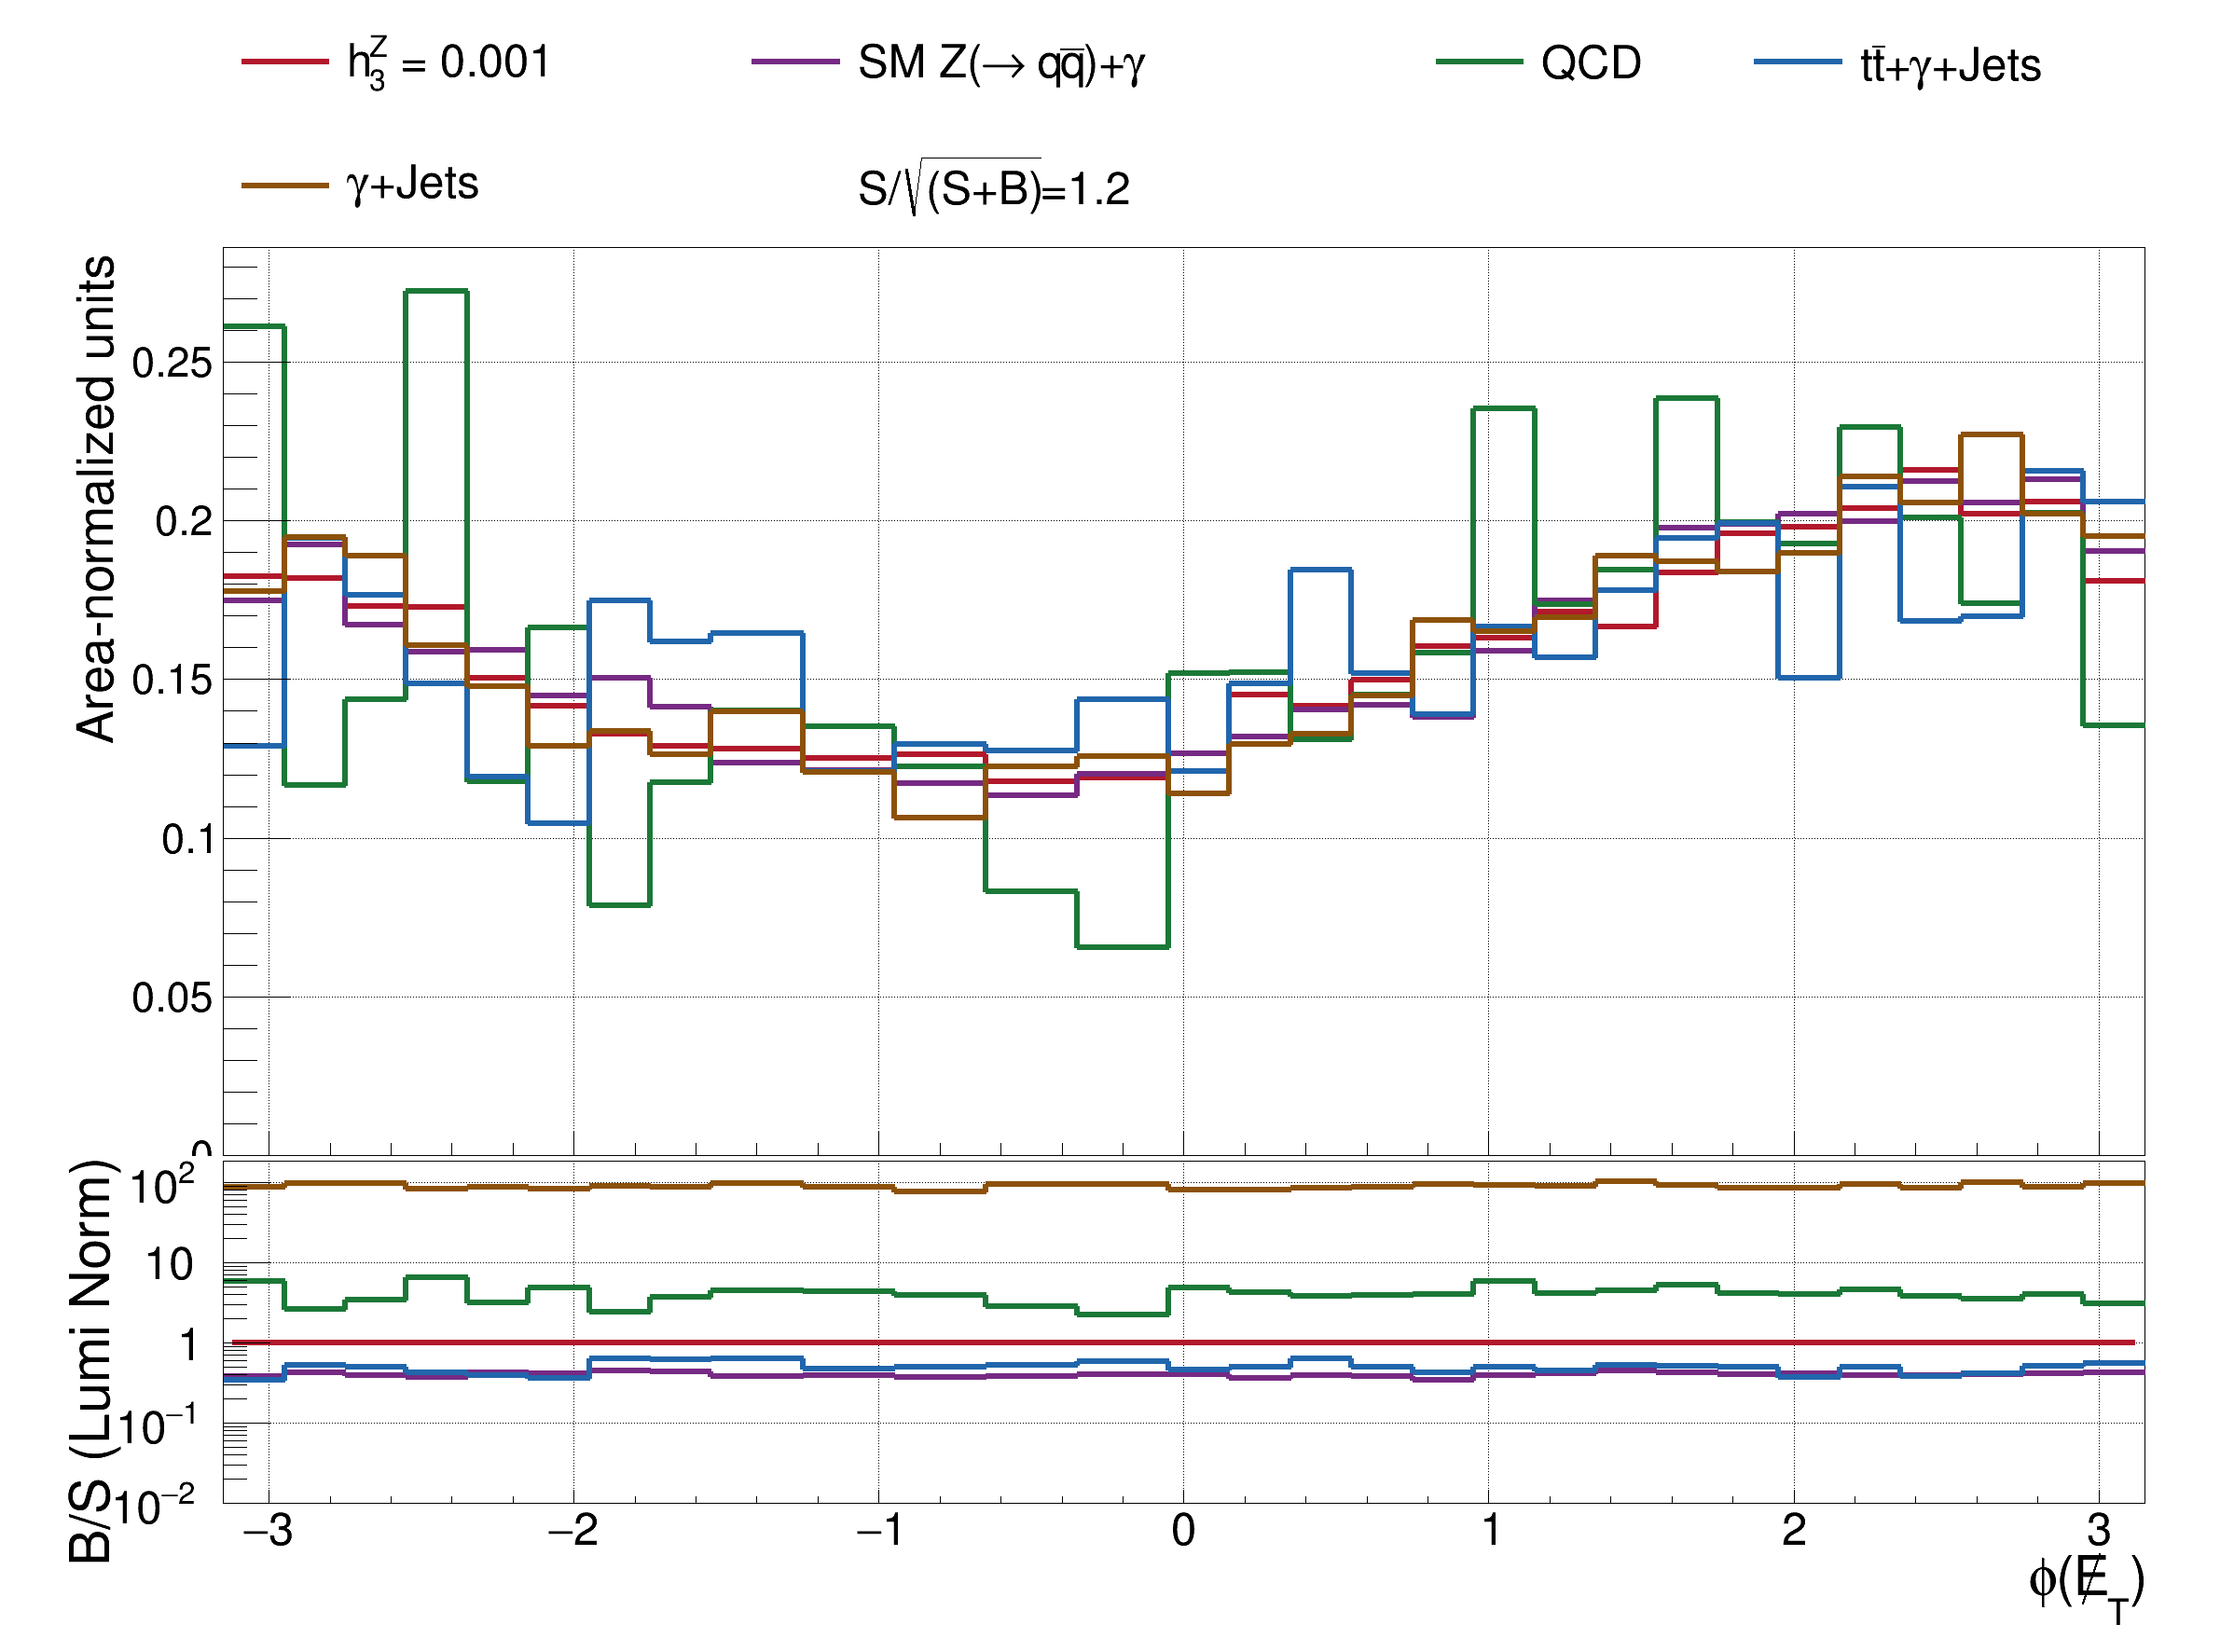 h₃ᶻ = 0.001 SM Z(→ qq̅)+γ QCD tt̅+γ+Jets
γ+Jets S/√(S+B)=1.2
Area-normalized units
0.25
0.2
0.15
0.1
0.05
0
B/S (Lumi Norm)
10²
10
1
10⁻¹
10⁻²
−3 −2 −1 0 1 2 3
ϕ(E̸_T)